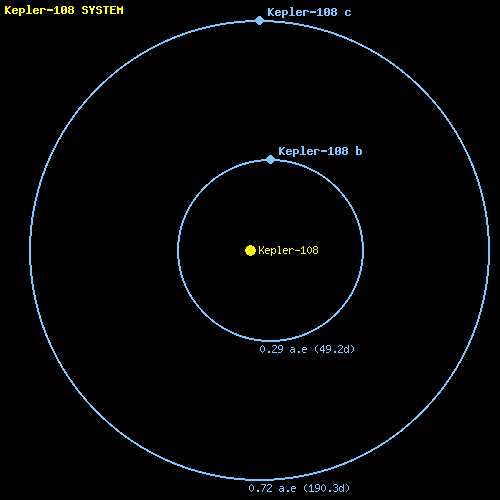 Kepler-108 SYSTEM
Kepler-108 c
Kepler-108 b
Kepler-108
0.29 a.e (49.2d)
0.72 a.e (190.3d)